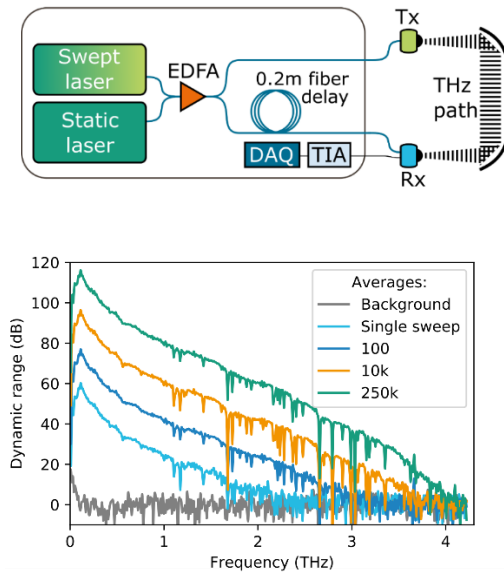 Swept
laser
Static
laser
EDFA
0.2m fiber
delay
DAQ
TIA
Tx
THz
path
Rx
120
100
80
60
40
20
0
Dynamic range (dB)
Averages:
Background
Single sweep
100
10k
250k
0
1
2
3
4
Frequency (THz)